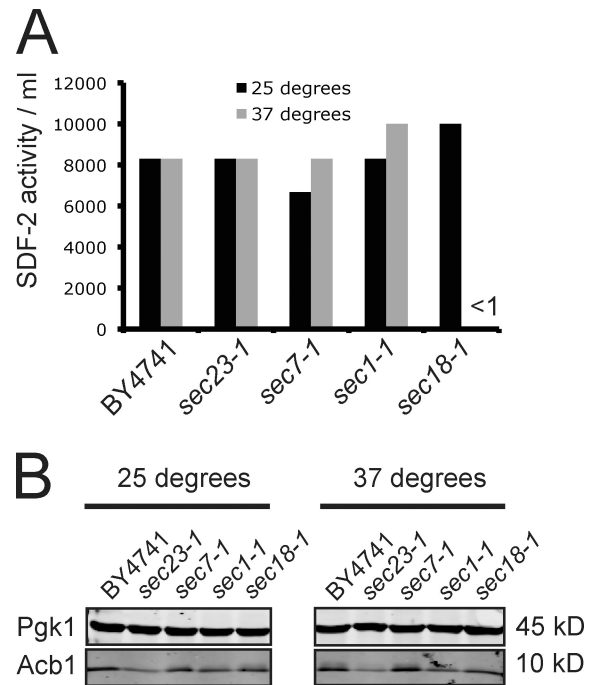 A
SDF-2 activity / ml
12000
10000
8000
6000
4000
2000
0
25 degrees
37 degrees
<1
BY4741
sec23-1
sec7-1
sec1-1
sec18-1
B
25 degrees
37 degrees
BY4741 sec23-1 sec7-1 sec1-1 sec18-1
BY4741 sec23-1 sec7-1 sec1-1 sec18-1
Pgk1 45 kD
Acb1 10 kD